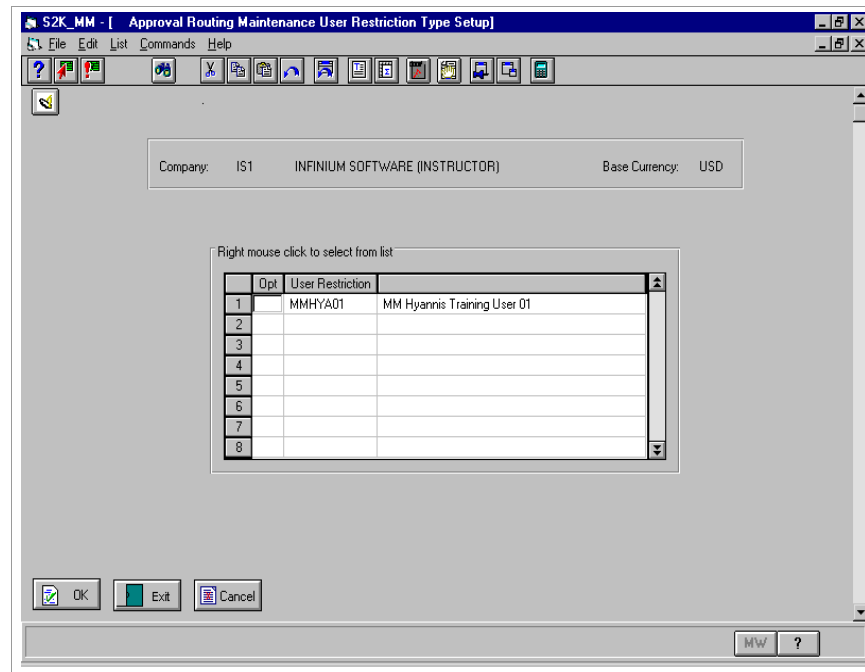 S2K_MM - [ Approval Routing Maintenance User Restriction Type Setup]
File Edit List Commands Help
?
Company: IS1 INFINIUM SOFTWARE (INSTRUCTOR) Base Currency: USD
Right mouse click to select from list
Opt User Restriction
1 MMHYA01 MM Hyannis Training User 01
2
3
4
5
6
7
8
OK Exit Cancel
MW ?